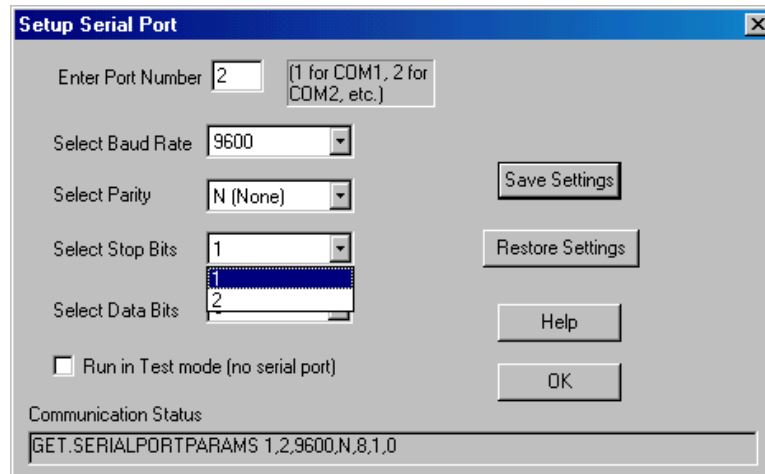 Setup Serial Port
Enter Port Number 2 (1 for COM1, 2 for
COM2, etc.)
Select Baud Rate 9600
Select Parity N (None)
Save Settings
Select Stop Bits 1
Restore Settings
1
2
Select Data Bits
Help
Run in Test mode (no serial port)
OK
Communication Status
GET.SERIALPORTPARAMS 1,2,9600,N,8,1,0